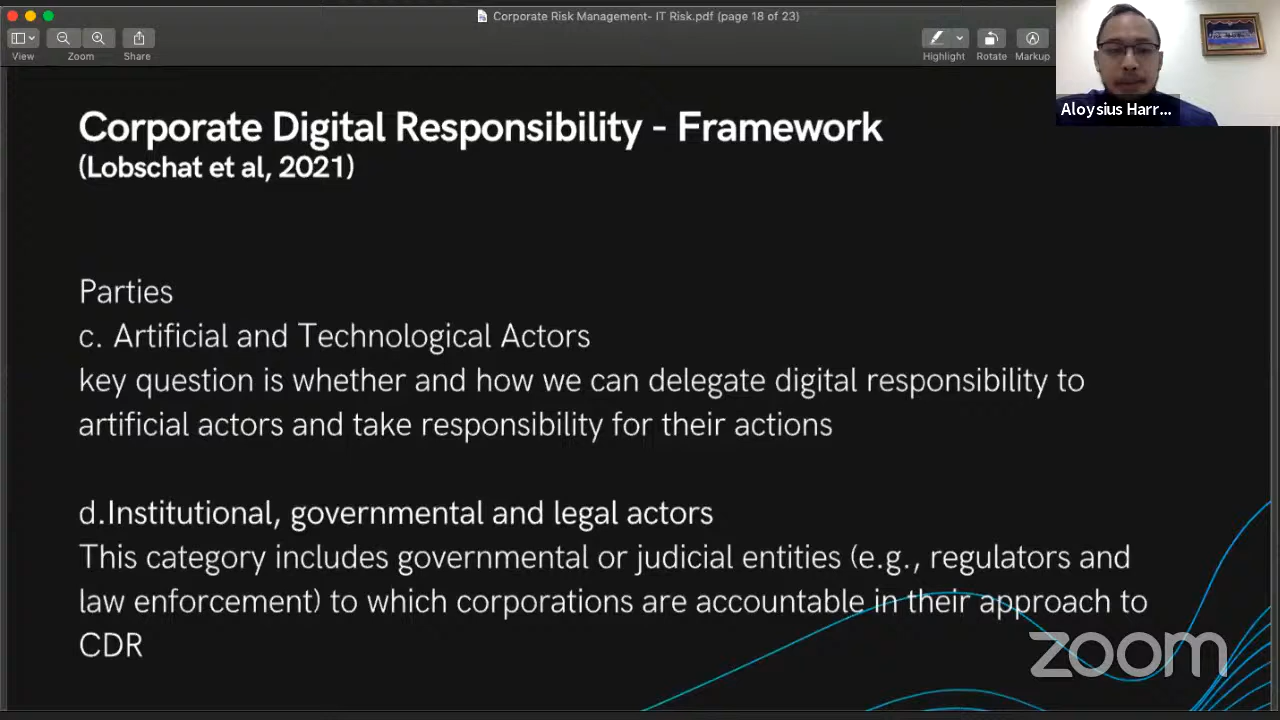 Corporate Risk Management- IT Risk.pdf (page 18 of 23)
View
Zoom
Share
Highlight
Rotate
Markup
Aloysius Harr...
Corporate Digital Responsibility - Framework
(Lobschat et al, 2021)
Parties
c. Artificial and Technological Actors
key question is whether and how we can delegate digital responsibility to
artificial actors and take responsibility for their actions
d.Institutional, governmental and legal actors
This category includes governmental or judicial entities (e.g., regulators and
law enforcement) to which corporations are accountable in their approach to
CDR
zoom